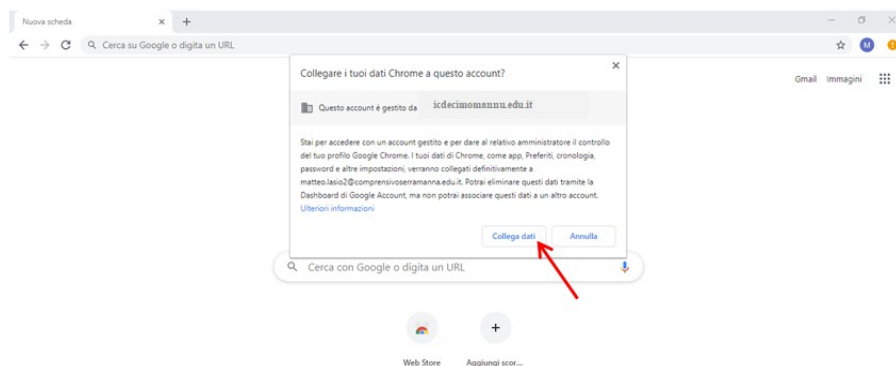 Nuova scheda
Cerca su Google o digita un URL
M
Gmail Immagini
Collegare i tuoi dati Chrome a questo account?
Questo account è gestito da icdecimomannu.edu.it
Stai per accedere con un account gestito e per dare al relativo amministratore il controllo
del tuo profilo Google Chrome. I tuoi dati di Chrome, come app, Preferiti, cronologia,
password e altre impostazioni, verranno collegati definitivamente a
matteo.lasio2@comprensivoserramanna.edu.it. Potrai eliminare questi dati tramite la
Dashboard di Google Account, ma non potrai associare questi dati a un altro account.
Ulteriori informazioni
Collega dati Annulla
Cerca con Google o digita un URL
Web Store Aggiungi scor...